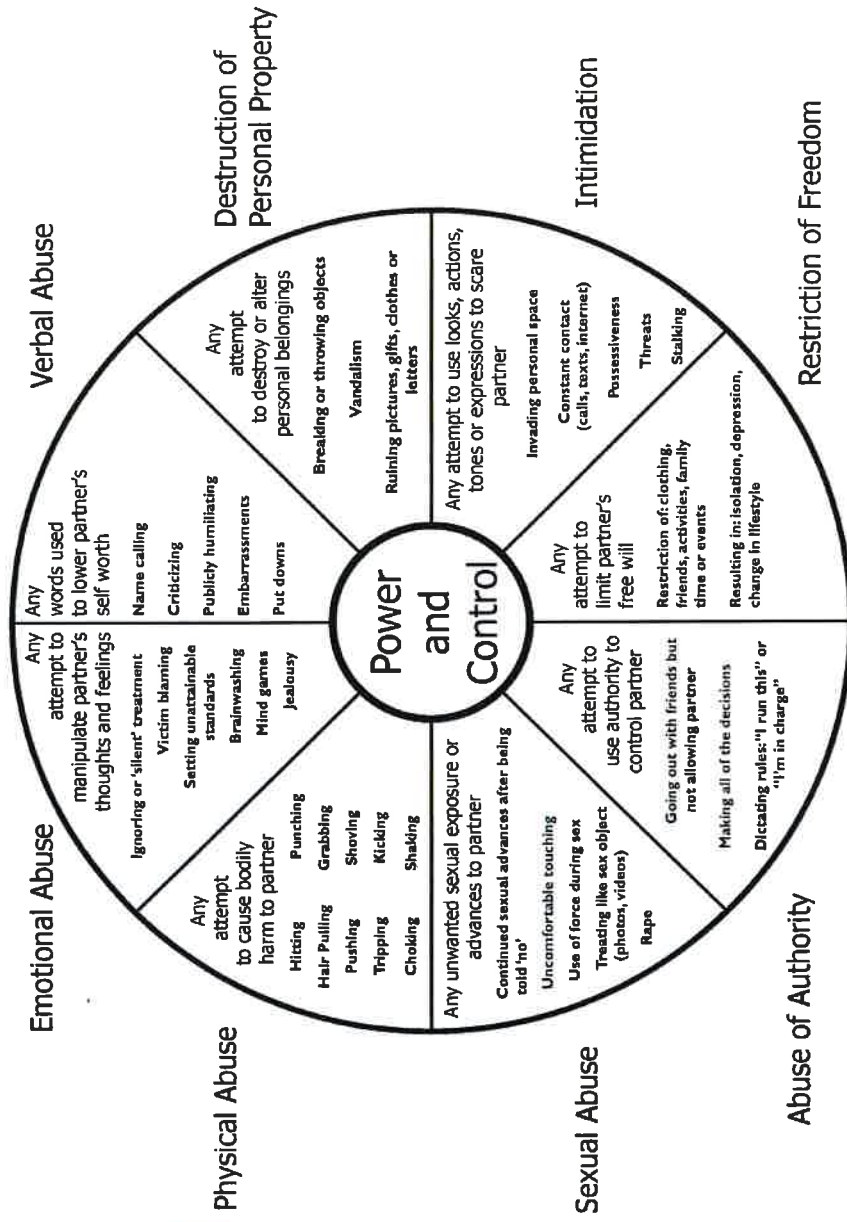 Emotional Abuse
Any
attempt to
manipulate partner's
thoughts and feelings
Ignoring or 'silent' treatment
Victim blaming
Setting unattainable
standards
Brainwashing
Mind games
Jealousy
Verbal Abuse
Any
words used
to lower partner's
self worth
Name calling
Criticizing
Publicly humiliating
Embarrassments
Put downs
Destruction of
Personal Property
Any
attempt
to destroy or alter
personal belongings
Breaking or throwing objects
Vandalism
Ruining pictures, gifts, clothes or
letters
Intimidation
Any attempt to use looks, actions,
tones or expressions to scare
partner
Invading personal space
Constant contact
(calls, texts, internet)
Possessiveness
Threats
Stalking
Restriction of Freedom
Any
attempt to
limit partner's
free will
Restriction of: clothing,
friends, activities, family
time or events
Resulting in: isolation, depression,
change in lifestyle
Abuse of Authority
Any
attempt to
use authority to
control partner
Going out with friends but
not allowing partner
Making all of the decisions
Dictating rules: "I run this" or
"I'm in charge"
Sexual Abuse
Any unwanted sexual exposure or
advances to partner
Continued sexual advances after being
told 'no'
Uncomfortable touching
Use of force during sex
Treating like sex object
(photos, videos)
Rape
Physical Abuse
Any
attempt
to cause bodily
harm to partner
Hitting Punching
Hair Pulling Grabbing
Pushing Shoving
Tripping Kicking
Choking Shaking
Power
and
Control